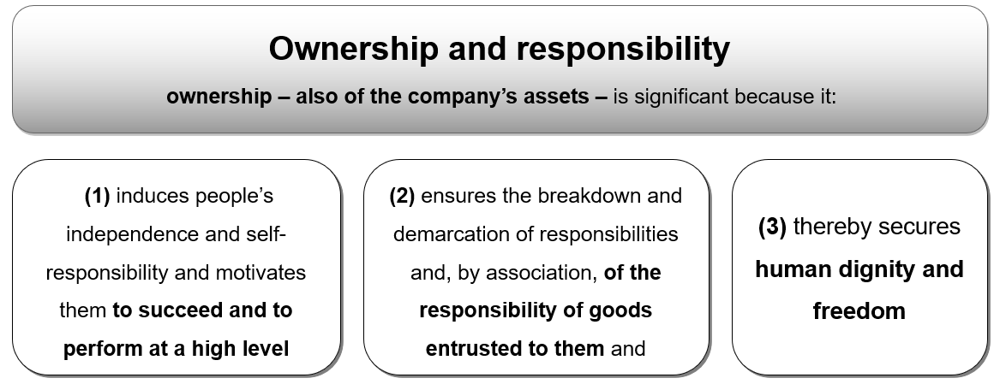 Ownership and responsibility
ownership – also of the company’s assets – is significant because it:
(1) induces people’s
independence and self-
responsibility and motivates
them to succeed and to
perform at a high level
(2) ensures the breakdown and
demarcation of responsibilities
and, by association, of the
responsibility of goods
entrusted to them and
(3) thereby secures
human dignity and
freedom